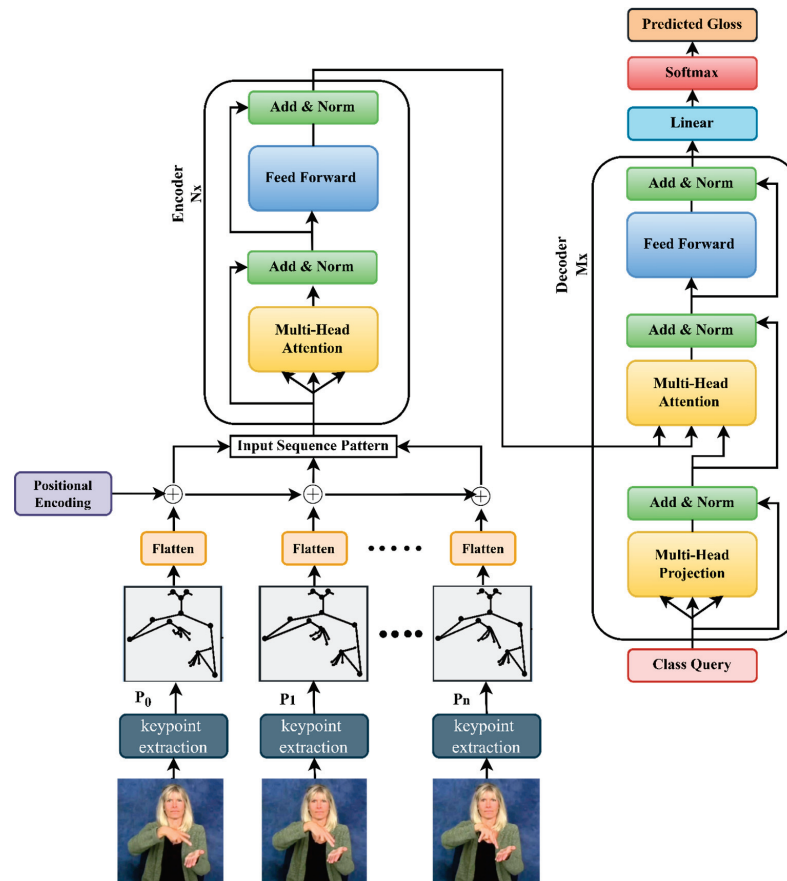 Predicted Gloss
Softmax
Linear
Add & Norm
Feed Forward
Add & Norm
Multi-Head
Attention
Add & Norm
Multi-Head
Projection
Class Query
Decoder
Mx
Add & Norm
Feed Forward
Add & Norm
Multi-Head
Attention
Encoder
Nx
Input Sequence Pattern
Positional
Encoding
Flatten
Flatten
Flatten
P0
P1
Pn
keypoint
extraction
keypoint
extraction
keypoint
extraction